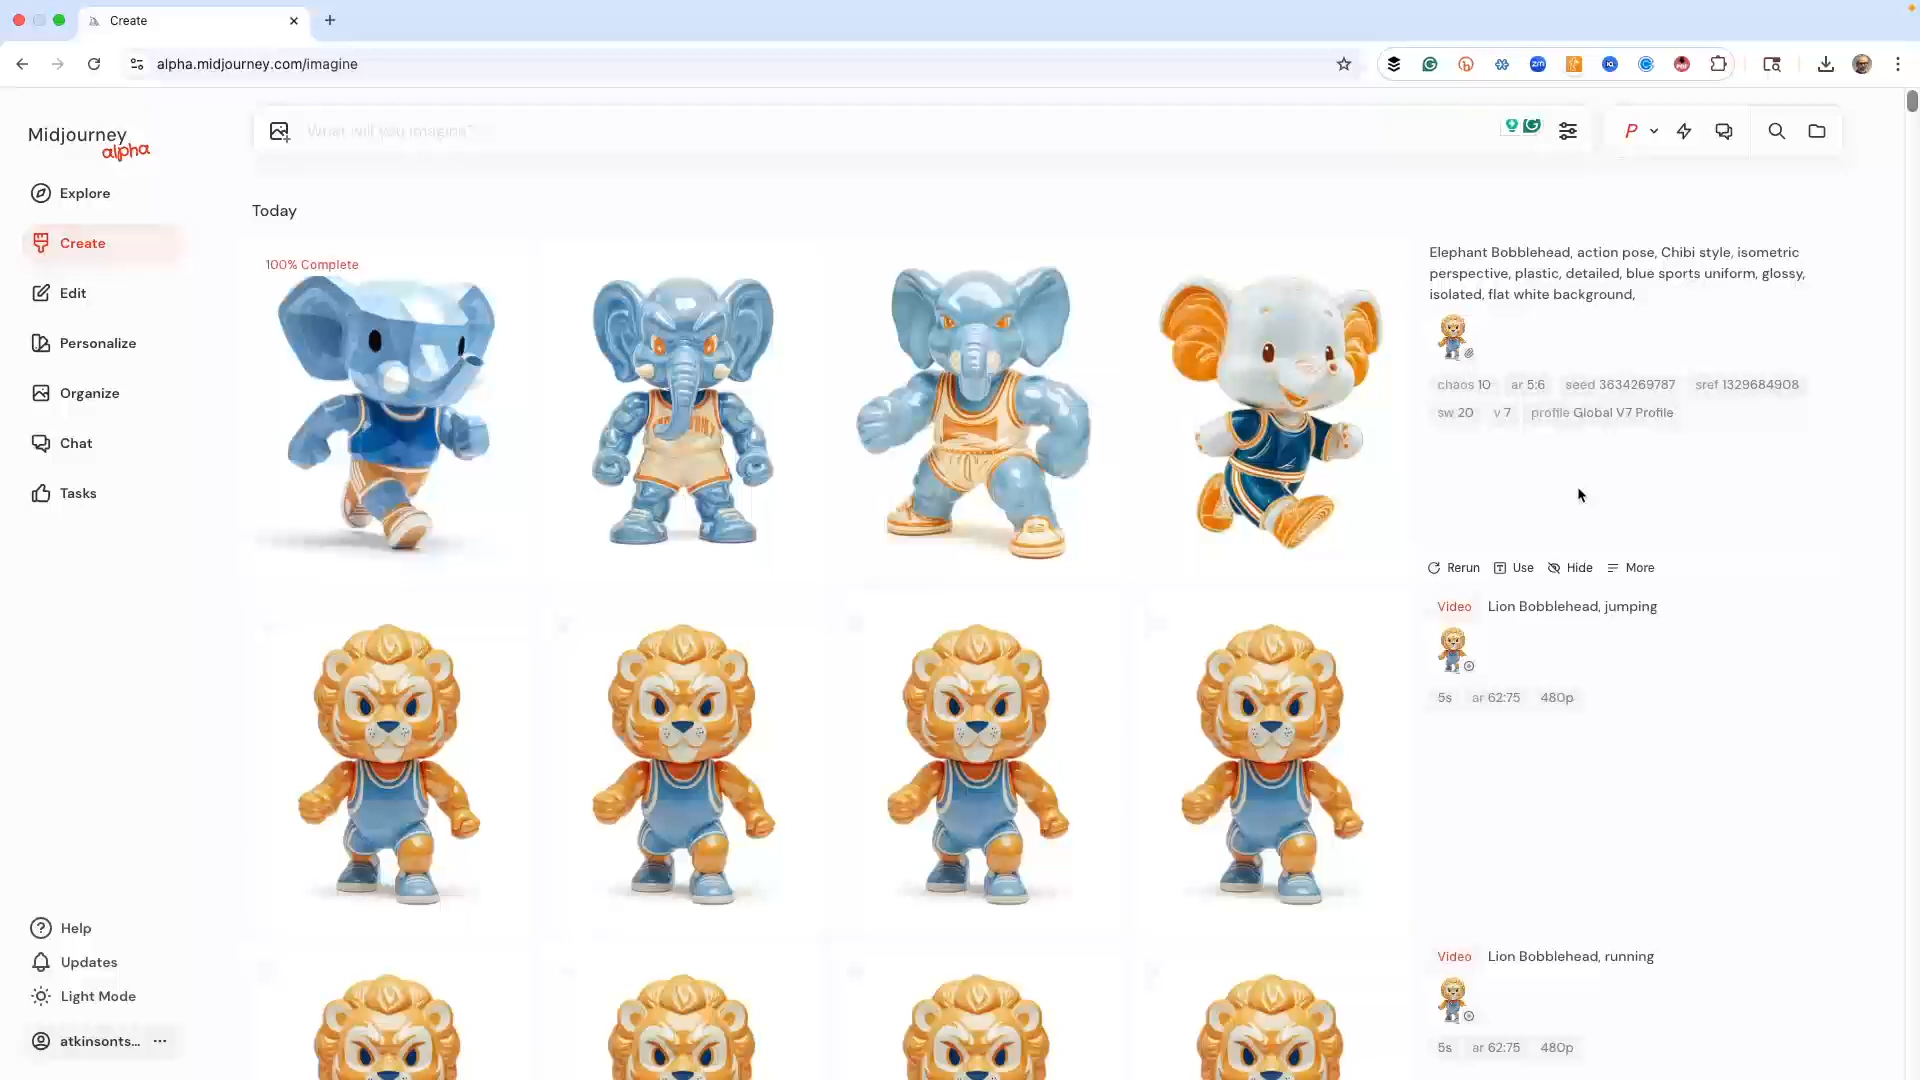 Create
alpha.midjourney.com/imagine
Midjourney
alpha
What will you imagine?
P
Explore
Create
Edit
Personalize
Organize
Chat
Tasks
Help
Updates
Light Mode
atkinsonts...
Today
100% Complete
Elephant Bobblehead, action pose, Chibi style, isometric
perspective, plastic, detailed, blue sports uniform, glossy,
isolated, flat white background,
chaos 10 ar 5:6 seed 3634269787 sref 1329684908
sw 20 v 7 profile Global V7 Profile
Rerun Use Hide More
Video Lion Bobblehead, jumping
5s ar 62:75 480p
Video Lion Bobblehead, running
5s ar 62:75 480p